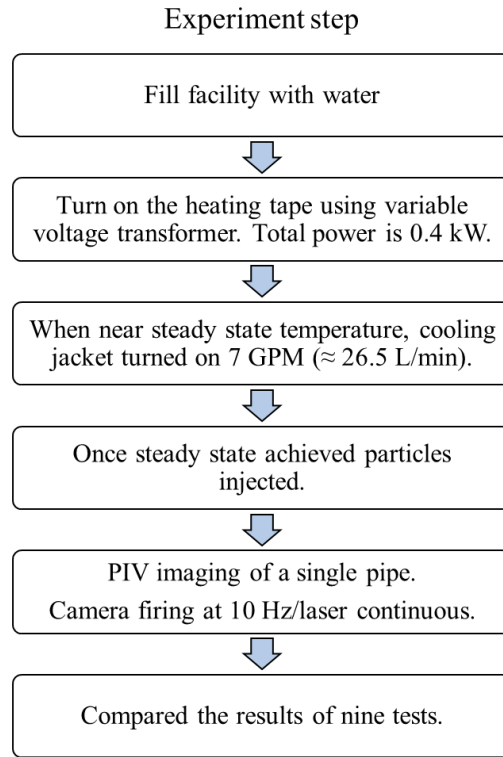 Experiment step
Fill facility with water
Turn on the heating tape using variable
voltage transformer. Total power is 0.4 kW.
When near steady state temperature, cooling
jacket turned on 7 GPM (≈ 26.5 L/min).
Once steady state achieved particles
injected.
PIV imaging of a single pipe.
Camera firing at 10 Hz/laser continuous.
Compared the results of nine tests.